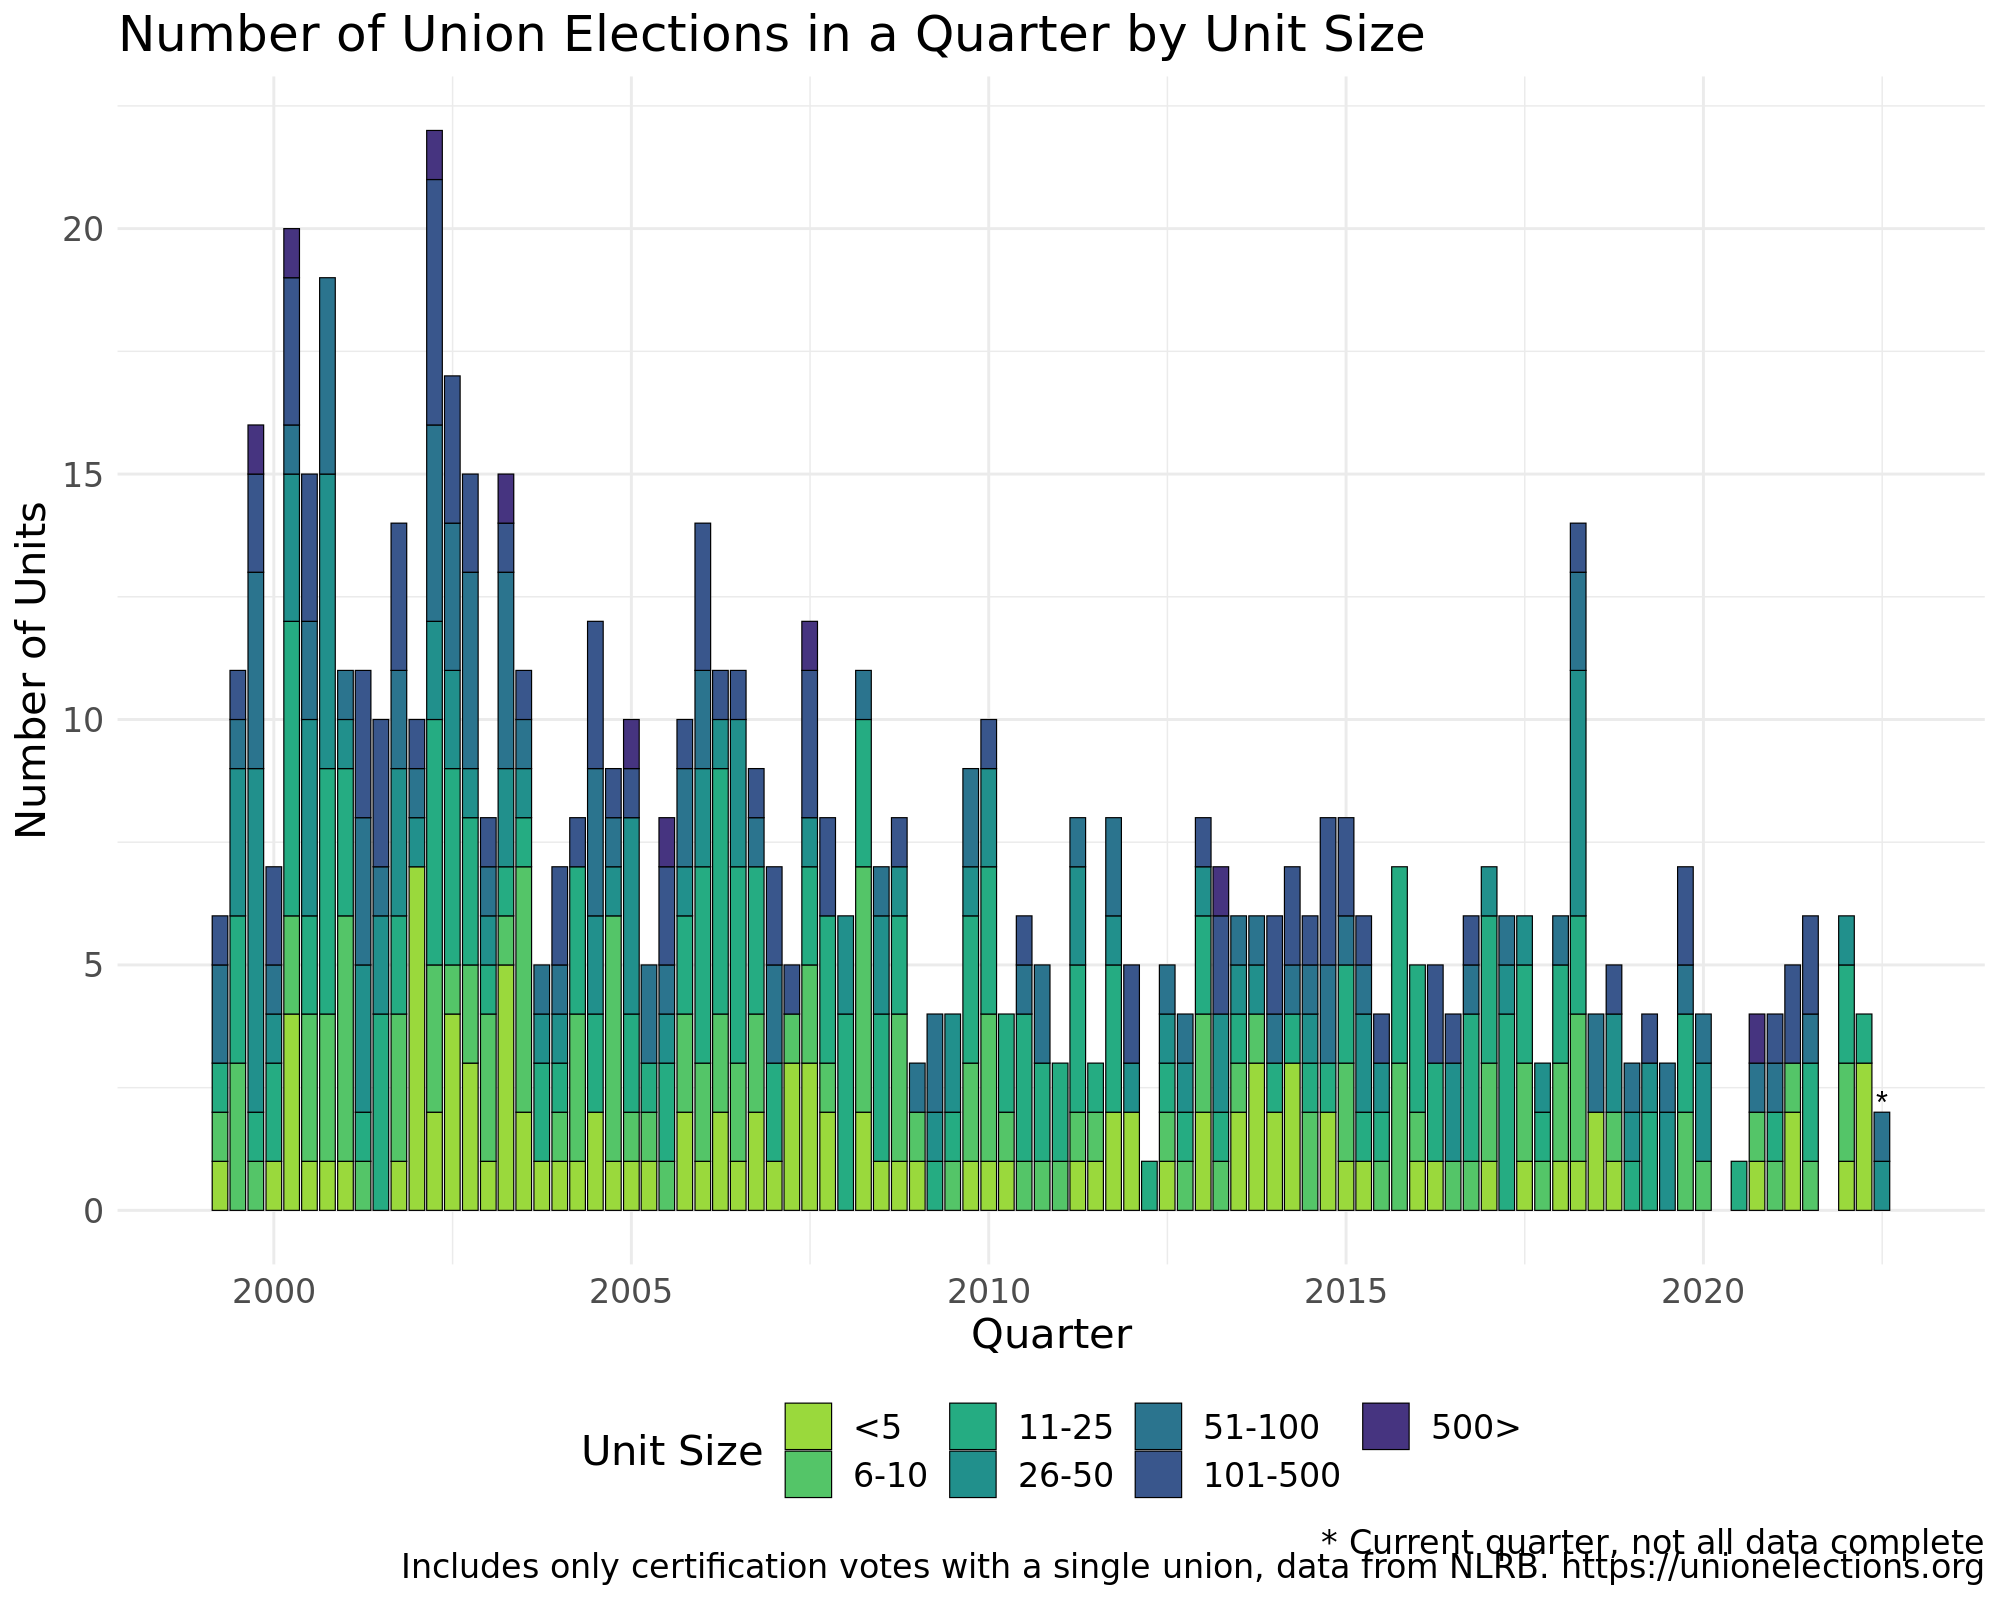 Number of Union Elections in a Quarter by Unit Size
Number of Units
20
15
10
5
0
2000 2005 2010 2015 2020
*
Quarter
Unit Size
<5 11-25 51-100 500>
6-10 26-50 101-500
* Current quarter, not all data complete
Includes only certification votes with a single union, data from NLRB. https://unionelections.org